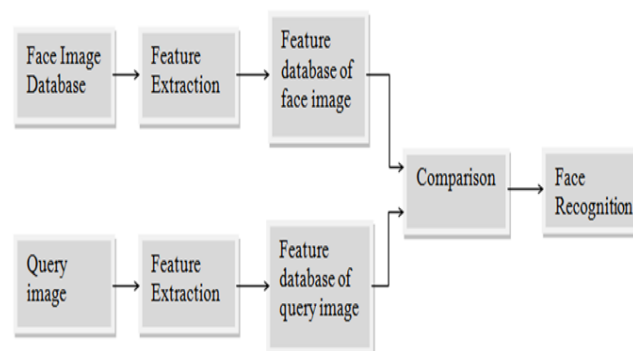 Face Image
Database
Feature
Extraction
Feature
database of
face image
Comparison
Face
Recognition
Query
image
Feature
Extraction
Feature
database of
query image